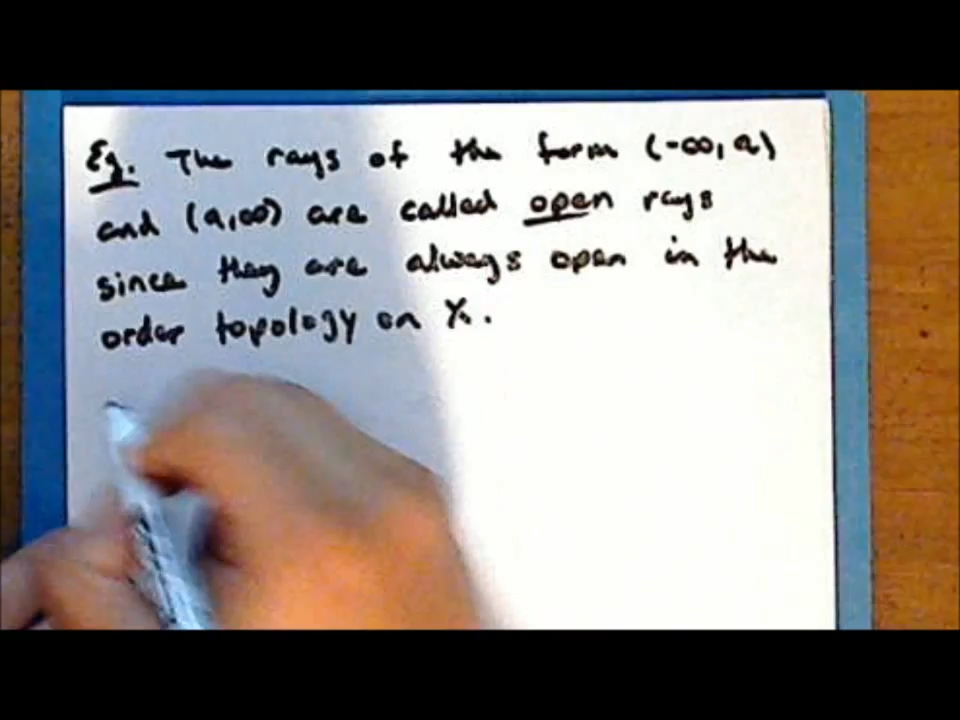 Eg. The rays of the form (-∞, a)
and (a, ∞) are called open rays
since they are always open in the
order topology on X.